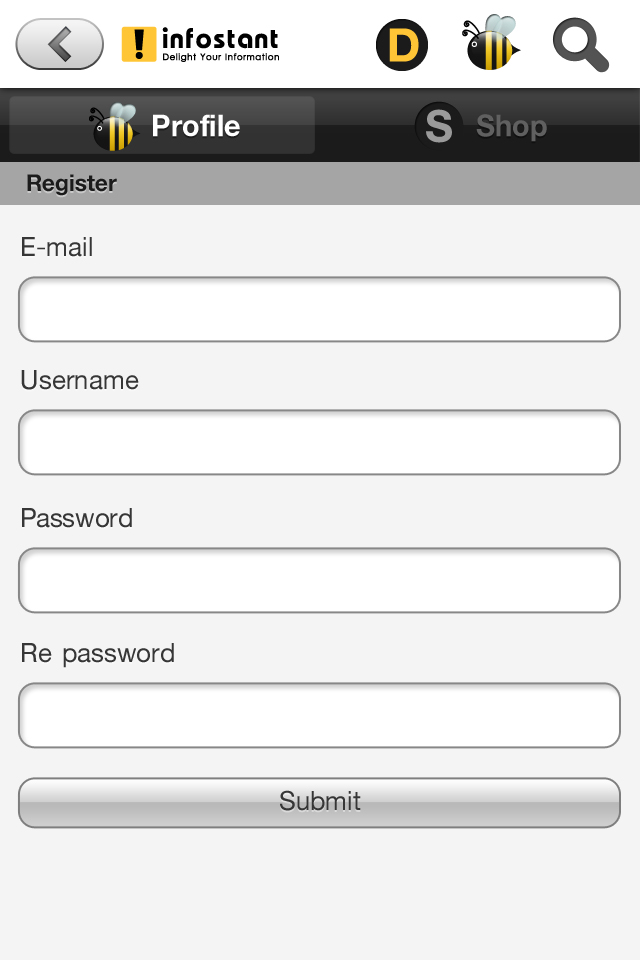 ! infostant
Delight Your Information
D
Profile
S Shop
Register
E-mail
Username
Password
Re password
Submit